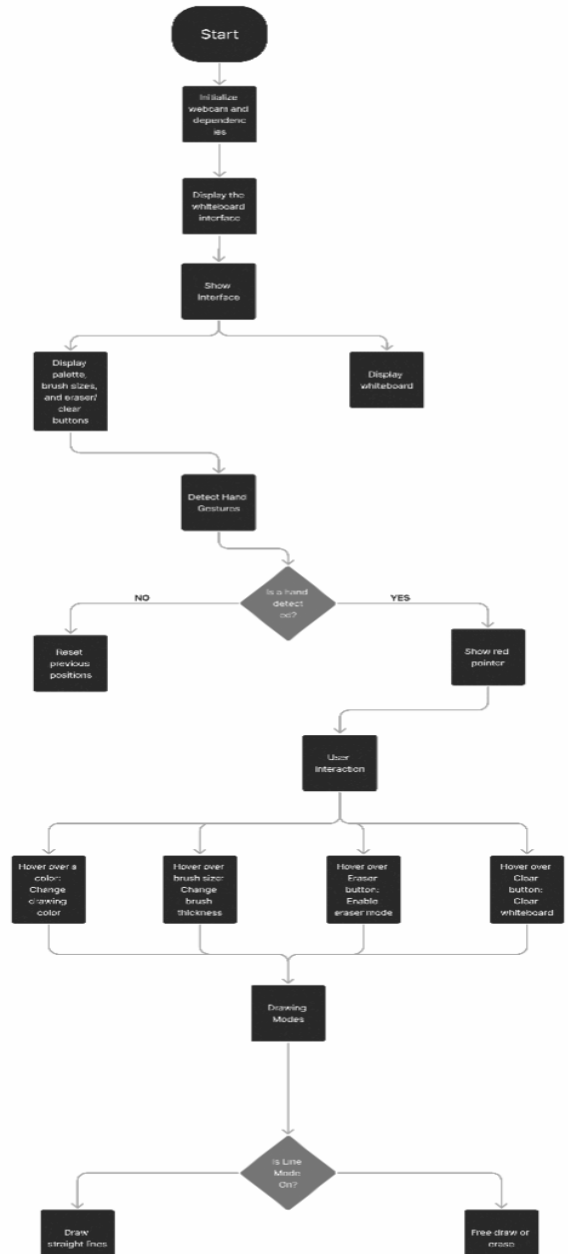 Start
Initialize
webcam and
dependenc
ies
Display the
whiteboard
interface
Show
Interface
Display
palette,
brush sizes,
and eraser/
clear
buttons
Display
whiteboard
Detect Hand
Gestures
Is a hand
detect
ed?
NO
YES
Reset
previous
positions
Show red
pointer
User
Interaction
Hover over a
color:
Change
drawing
color
Hover over
brush size:
Change
brush
thickness
Hover over
Eraser
button:
Enable
eraser mode
Hover over
Clear
button:
Clear
whiteboard
Drawing
Modes
Is Line
Mode
On?
Draw
straight lines
Free draw or
erase